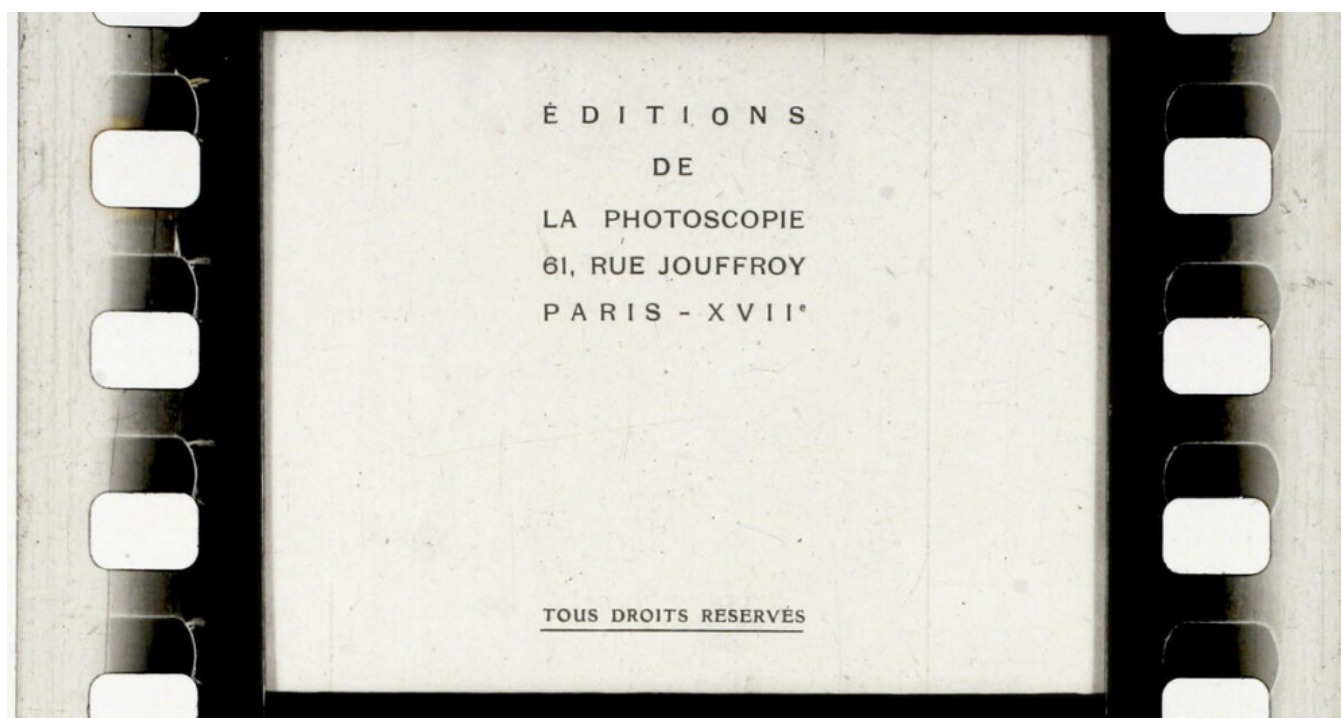 ÉDITIONS
DE
LA PHOTOSCOPIE
61, RUE JOUFFROY
PARIS - XVIIe
TOUS DROITS RESERVÉS